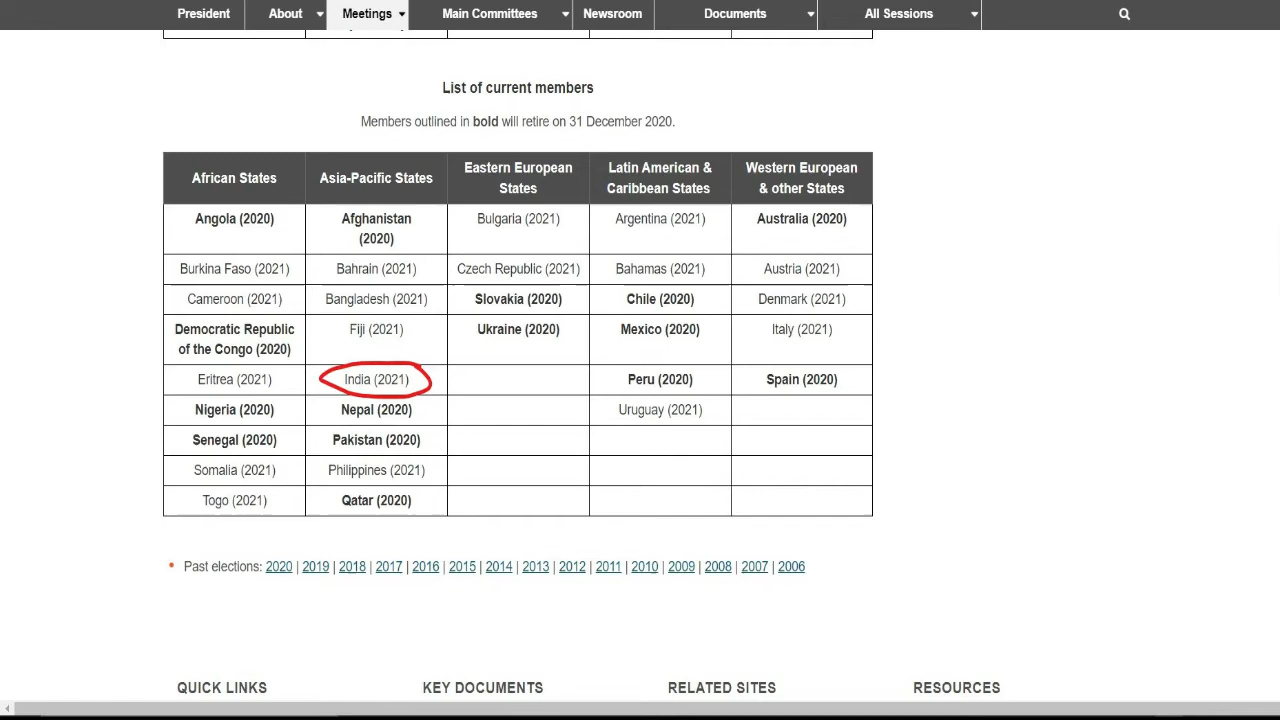 President About Meetings Main Committees Newsroom Documents All Sessions
List of current members
Members outlined in bold will retire on 31 December 2020.
African States Asia-Pacific States Eastern European States Latin American & Caribbean States Western European & other States
Angola (2020) Afghanistan (2020) Bulgaria (2021) Argentina (2021) Australia (2020)
Burkina Faso (2021) Bahrain (2021) Czech Republic (2021) Bahamas (2021) Austria (2021)
Cameroon (2021) Bangladesh (2021) Slovakia (2020) Chile (2020) Denmark (2021)
Democratic Republic of the Congo (2020) Fiji (2021) Ukraine (2020) Mexico (2020) Italy (2021)
Eritrea (2021) India (2021) Peru (2020) Spain (2020)
Nigeria (2020) Nepal (2020) Uruguay (2021)
Senegal (2020) Pakistan (2020)
Somalia (2021) Philippines (2021)
Togo (2021) Qatar (2020)
Past elections: 2020 | 2019 | 2018 | 2017 | 2016 | 2015 | 2014 | 2013 | 2012 | 2011 | 2010 | 2009 | 2008 | 2007 | 2006
QUICK LINKS KEY DOCUMENTS RELATED SITES RESOURCES